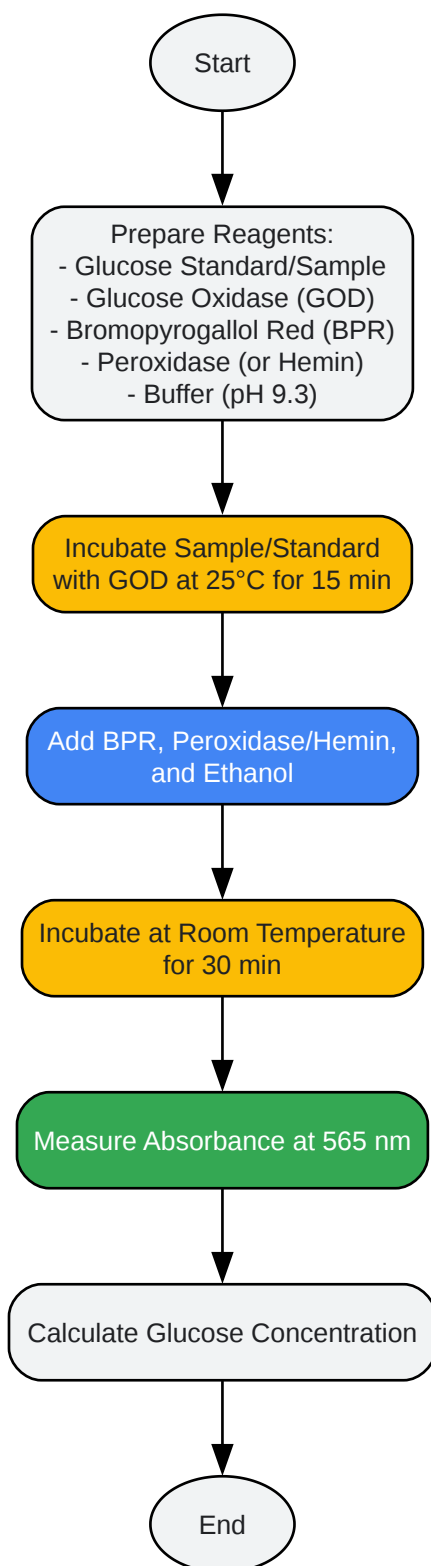 Start
Prepare Reagents:
- Glucose Standard/Sample
- Glucose Oxidase (GOD)
- Bromopyrogallol Red (BPR)
- Peroxidase (or Hemin)
- Buffer (pH 9.3)
Incubate Sample/Standard
with GOD at 25°C for 15 min
Add BPR, Peroxidase/Hemin,
and Ethanol
Incubate at Room Temperature
for 30 min
Measure Absorbance at 565 nm
Calculate Glucose Concentration
End